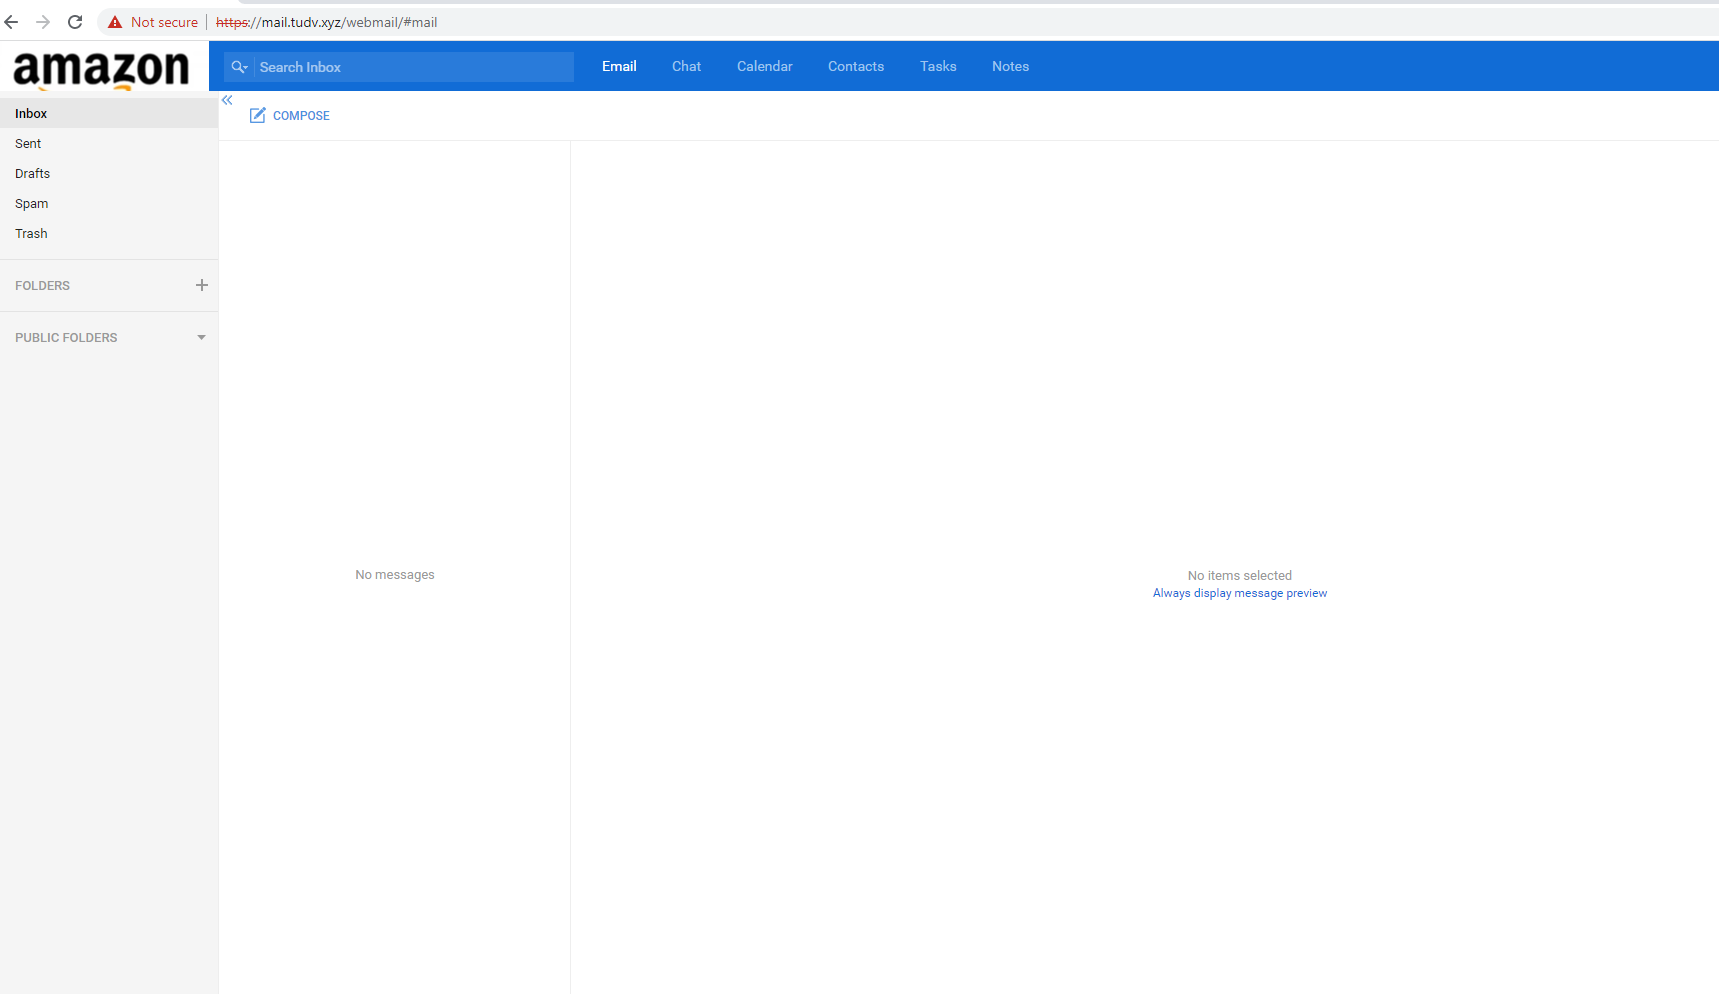 Not secure https://mail.tudv.xyz/webmail/#mail
amazon
Search Inbox
Email Chat Calendar Contacts Tasks Notes
COMPOSE
Inbox
Sent
Drafts
Spam
Trash
FOLDERS
PUBLIC FOLDERS
No messages
No items selected
Always display message preview